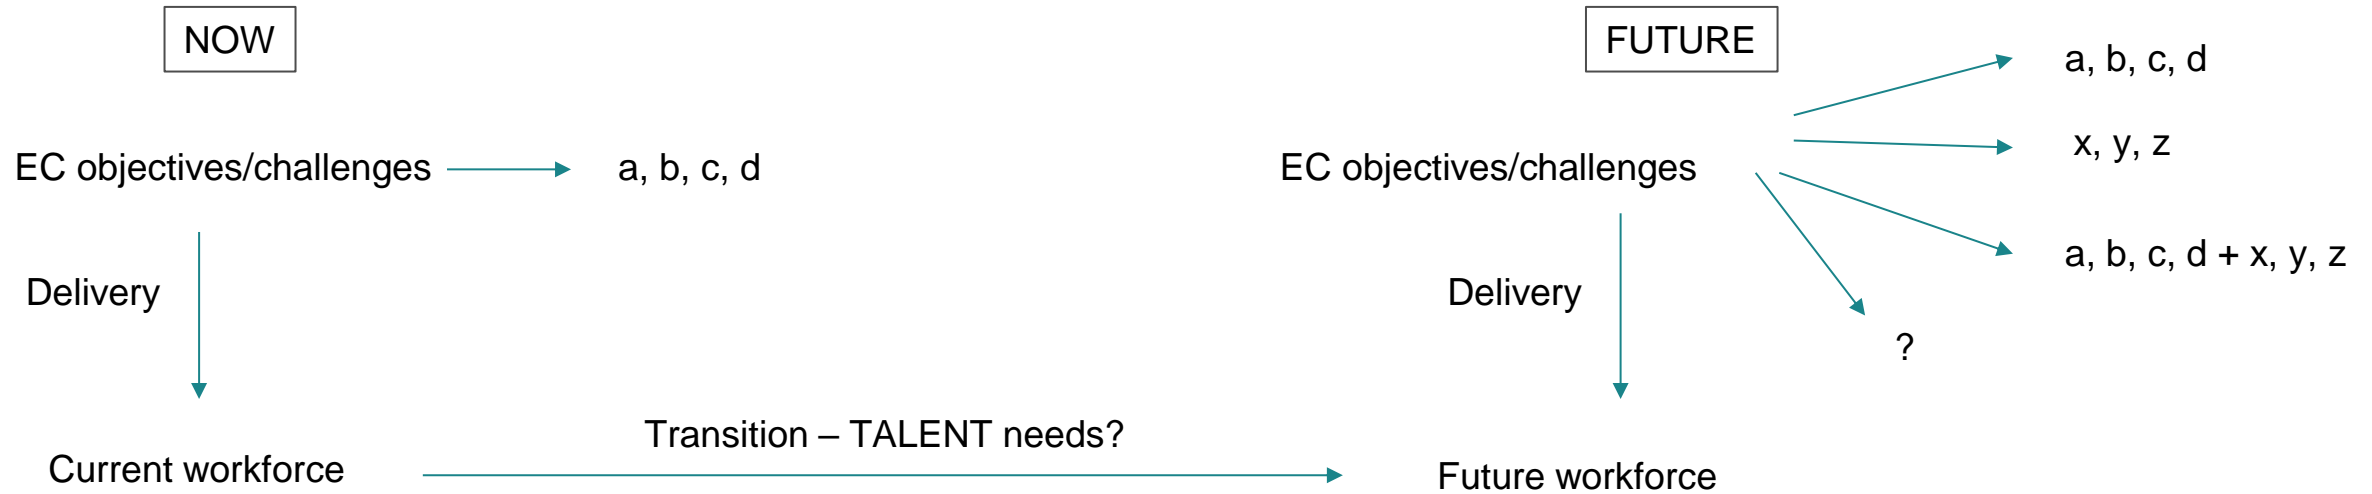 NOW
EC objectives/challenges
a, b, c, d
Delivery
Current workforce
Transition – TALENT needs?
FUTURE
EC objectives/challenges
a, b, c, d
x, y, z
a, b, c, d + x, y, z
?
Delivery
Future workforce